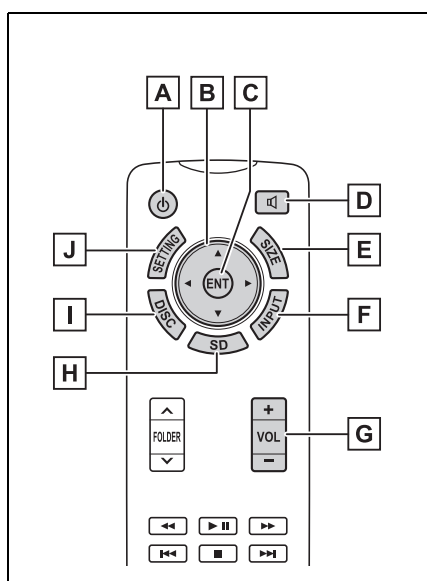 A B C
D
J SETTING SIZE E
ENT
I DISC INPUT F
H SD
+
FOLDER VOL G
-